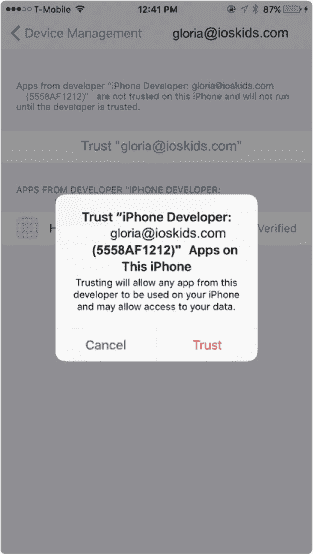 T-Mobile 12:41 PM 87%
Device Management gloria@ioskids.com
Apps from developer "iPhone Developer: gloria@ioskids.com
(5558AF1212)" are not trusted on this iPhone and will not run
until the developer is trusted.
Trust "gloria@ioskids.com"
APPS FROM DEVELOPER "IPHONE DEVELOPER:
H Verified
Trust "iPhone Developer:
gloria@ioskids.com
(5558AF1212)" Apps on
This iPhone
Trusting will allow any app from this
developer to be used on your iPhone
and may allow access to your data.
Cancel Trust